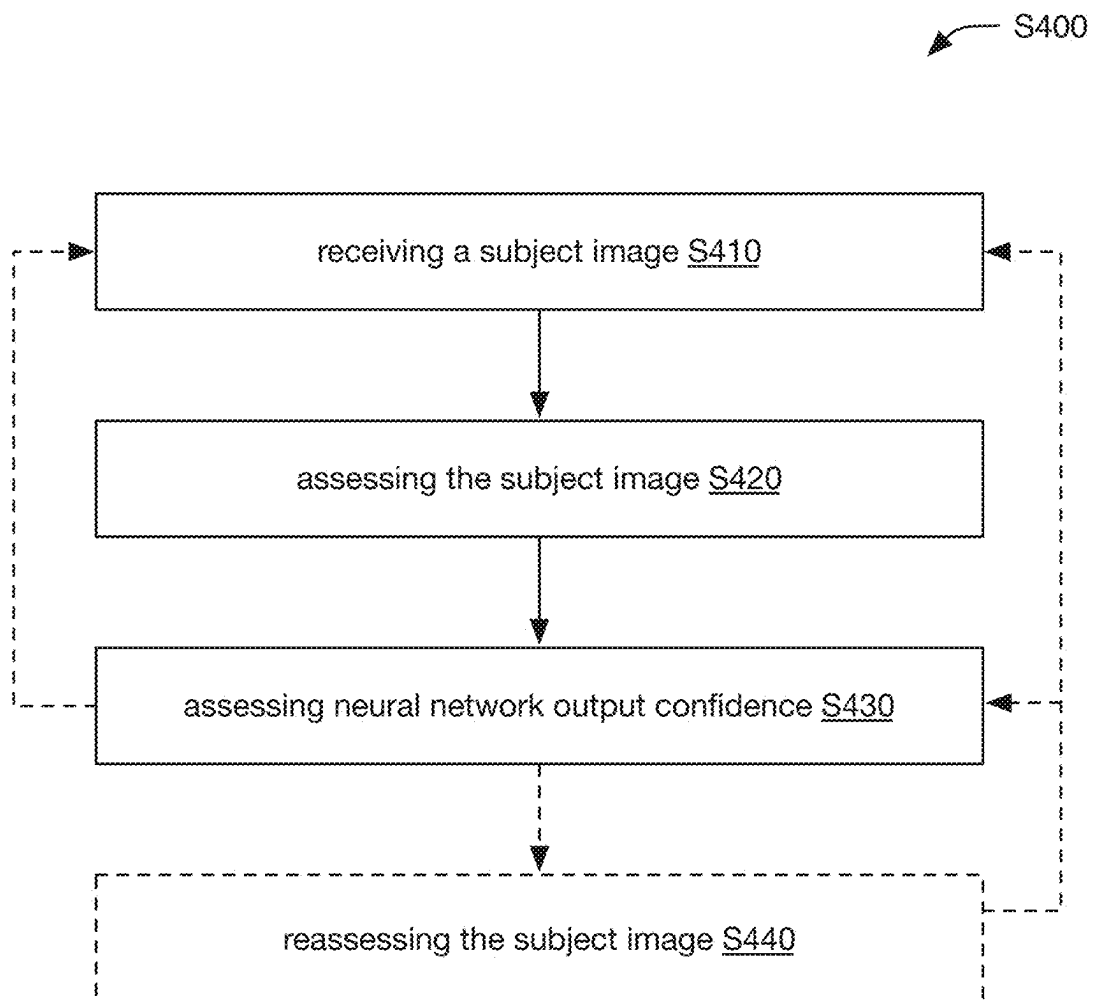 S400
receiving a subject image S410
assessing the subject image S420
assessing neural network output confidence S430
reassessing the subject image S440